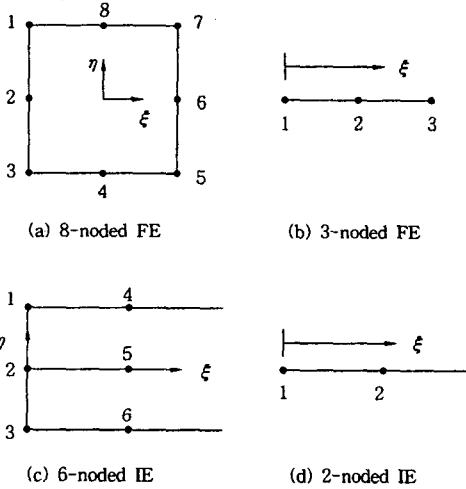 1 8 7
η
2 6
ξ
3 4 5
(a) 8-noded FE
ξ
1 2 3
(b) 3-noded FE
1 4
η
2 5 ξ
3 6
(c) 6-noded IE
ξ
1 2
(d) 2-noded IE